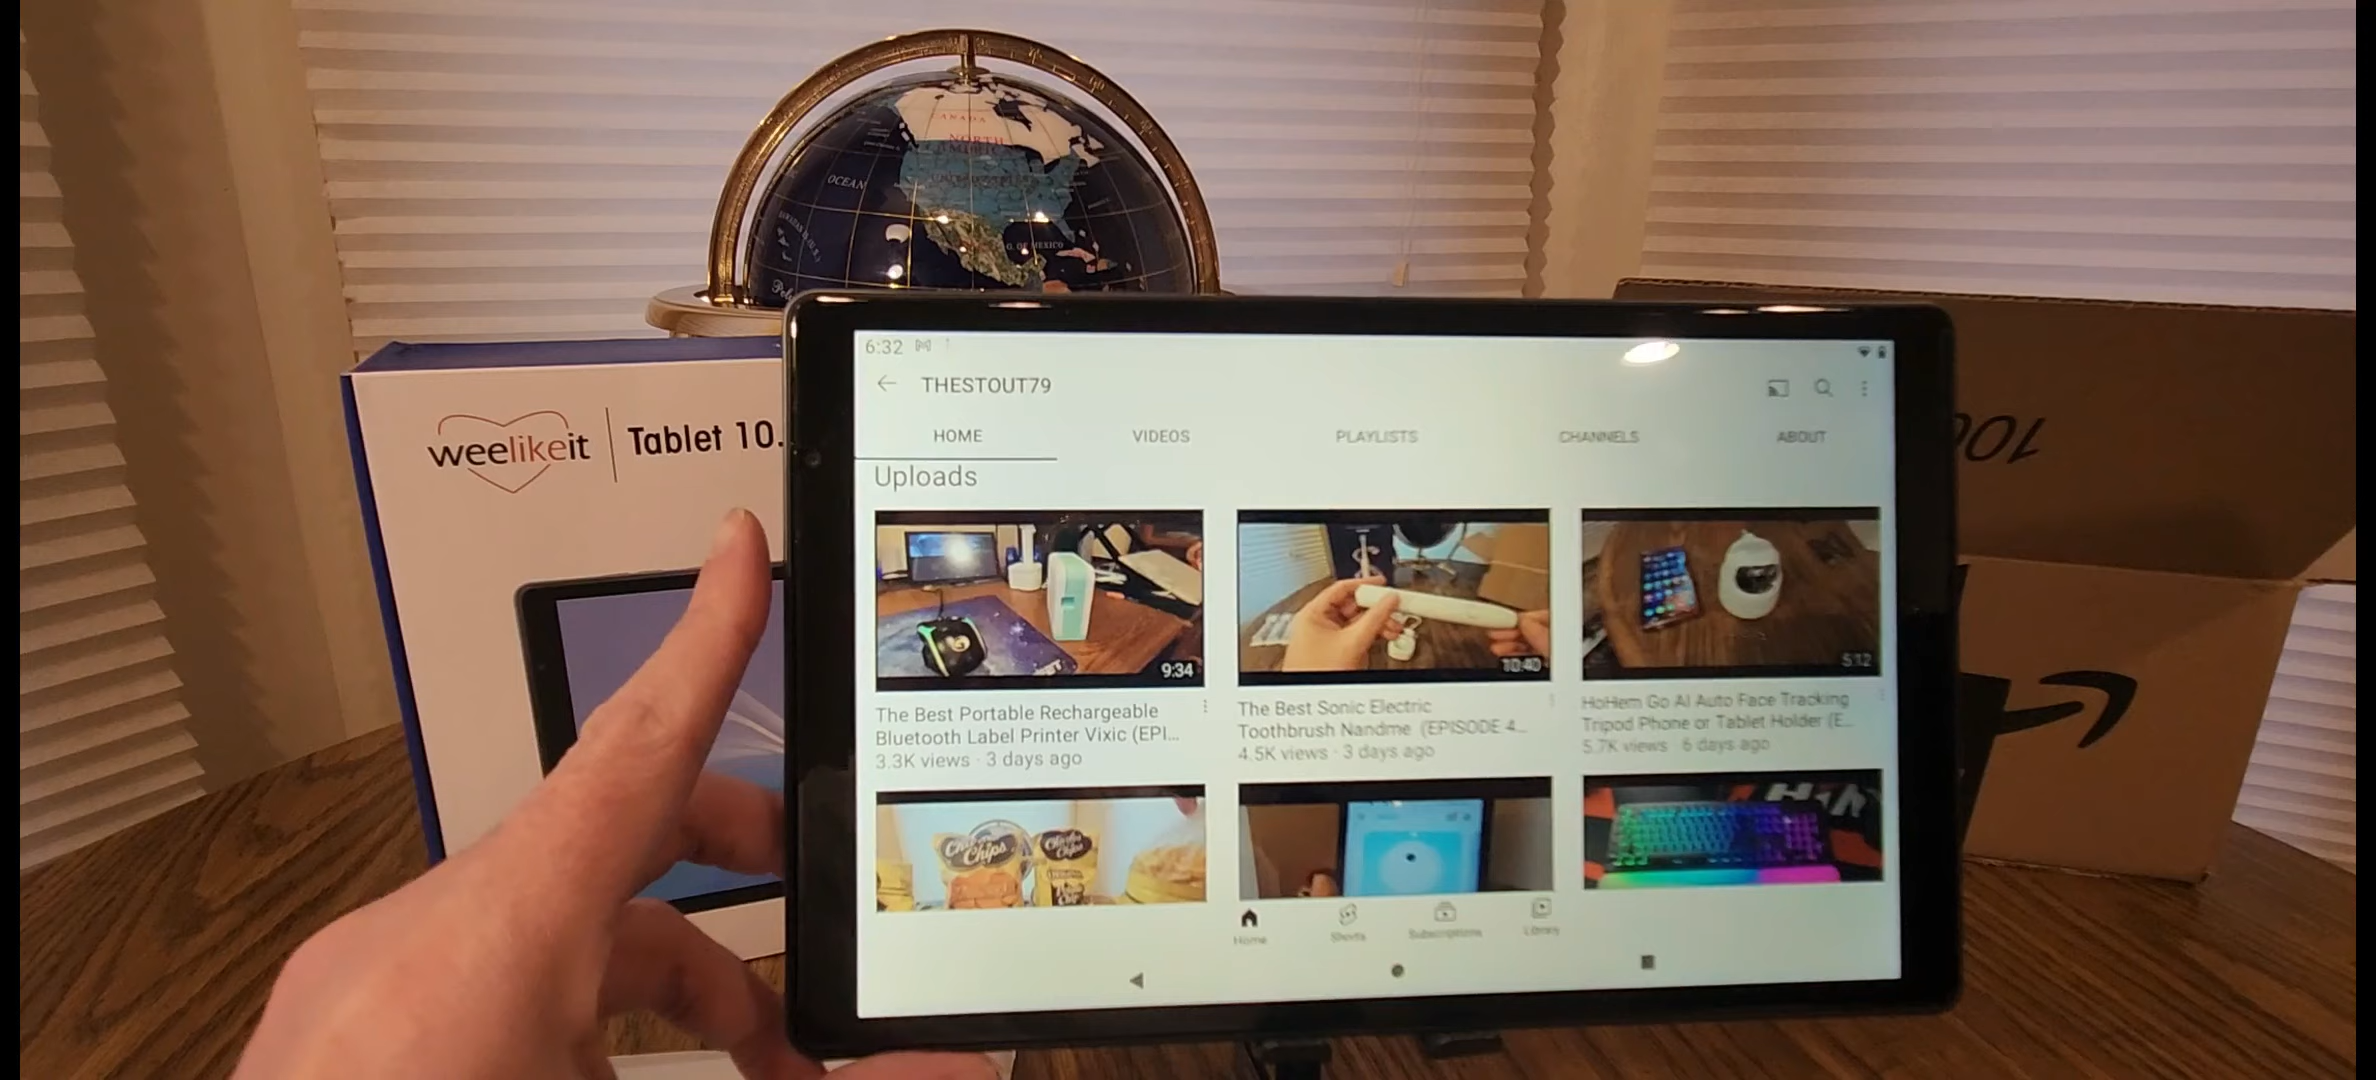 CANADA
NORTH
AMERICA
OCEAN
G. OF MEXICO
weelikeit
Tablet 10.
6:32
THESTOUT79
HOME
VIDEOS
PLAYLISTS
CHANNELS
ABOUT
Uploads
9:34
10:40
5:12
The Best Portable Rechargeable
Bluetooth Label Printer Vixic (EPI...
3.3K views · 3 days ago
The Best Sonic Electric
Toothbrush Nandme (EPISODE 4...
4.5K views · 3 days ago
HoHem Go AI Auto Face Tracking
Tripod Phone or Tablet Holder (E...
5.7K views · 6 days ago
Chips
Home
Shorts
Subscriptions
Library